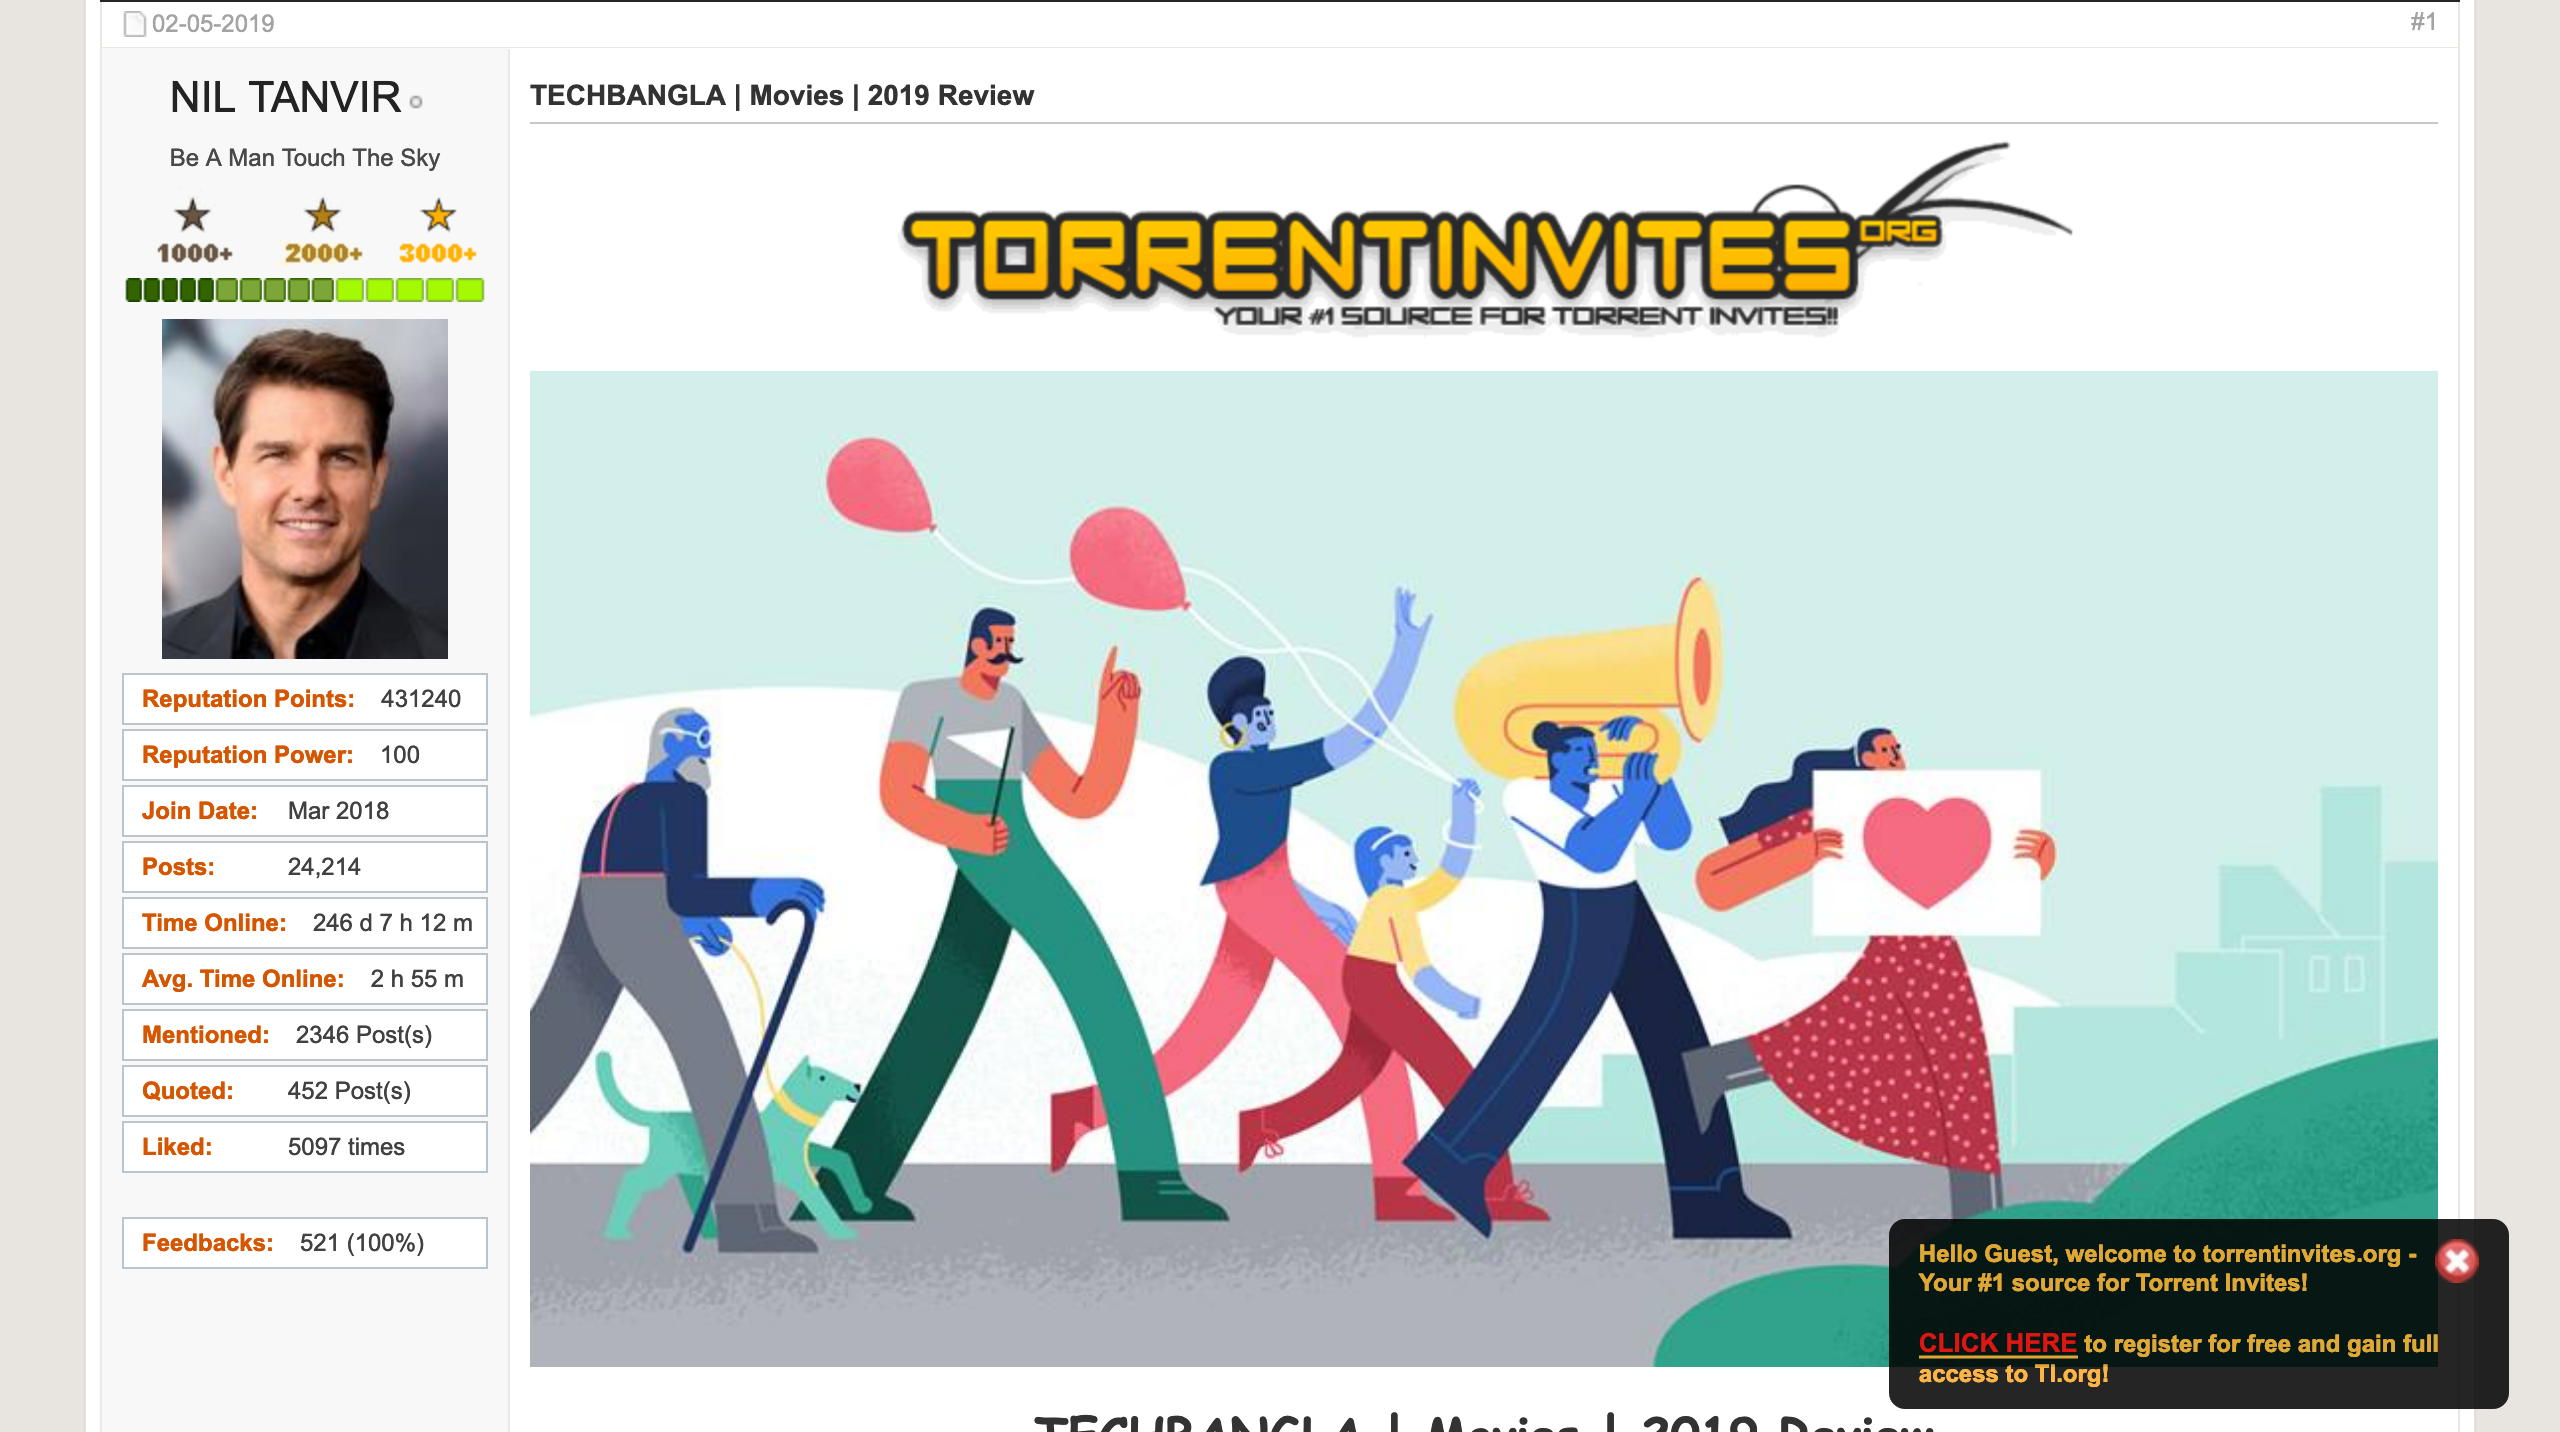 02-05-2019
#1
NIL TANVIR
Be A Man Touch The Sky
1000+ 2000+ 3000+
Reputation Points: 431240
Reputation Power: 100
Join Date: Mar 2018
Posts: 24,214
Time Online: 246 d 7 h 12 m
Avg. Time Online: 2 h 55 m
Mentioned: 2346 Post(s)
Quoted: 452 Post(s)
Liked: 5097 times
Feedbacks: 521 (100%)
TECHBANGLA | Movies | 2019 Review
TORRENTINVITES ORG
YOUR #1 SOURCE FOR TORRENT INVITES!!
Hello Guest, welcome to torrentinvites.org -
Your #1 source for Torrent Invites!
CLICK HERE to register for free and gain full
access to TI.org!
TECHBANGLA | Movies | 2019 Review